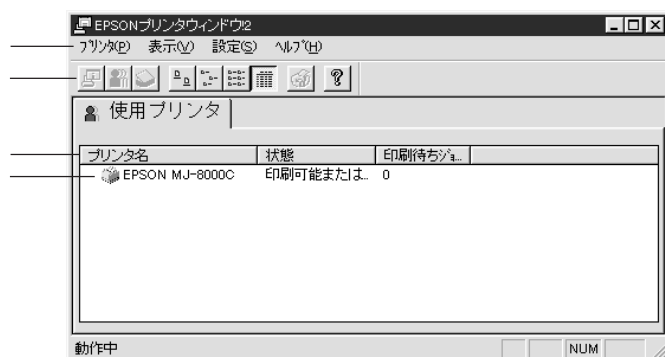 EPSONプリンタウィンドウ!2
プリンタ(P) 表示(V) 設定(S) ヘルプ(H)
使用プリンタ
プリンタ名 状態 印刷待ちジョ...
EPSON MJ-8000C 印刷可能または... 0
動作中 NUM